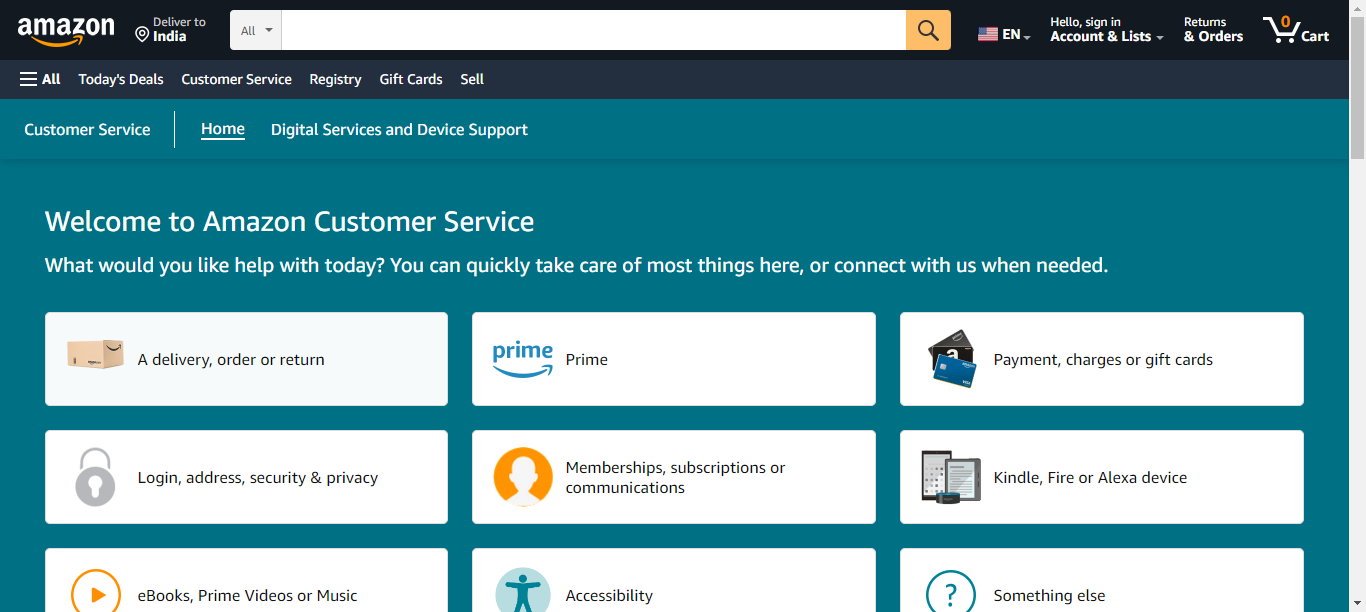 amazon
Deliver to
India
All
EN
Hello, sign in
Account & Lists
Returns
& Orders
0
Cart
All
Today's Deals
Customer Service
Registry
Gift Cards
Sell
Customer Service
Home
Digital Services and Device Support
Welcome to Amazon Customer Service
What would you like help with today? You can quickly take care of most things here, or connect with us when needed.
A delivery, order or return
prime
Prime
a
VISA
Payment, charges or gift cards
Login, address, security & privacy
Memberships, subscriptions or
communications
Kindle, Fire or Alexa device
eBooks, Prime Videos or Music
Accessibility
?
Something else